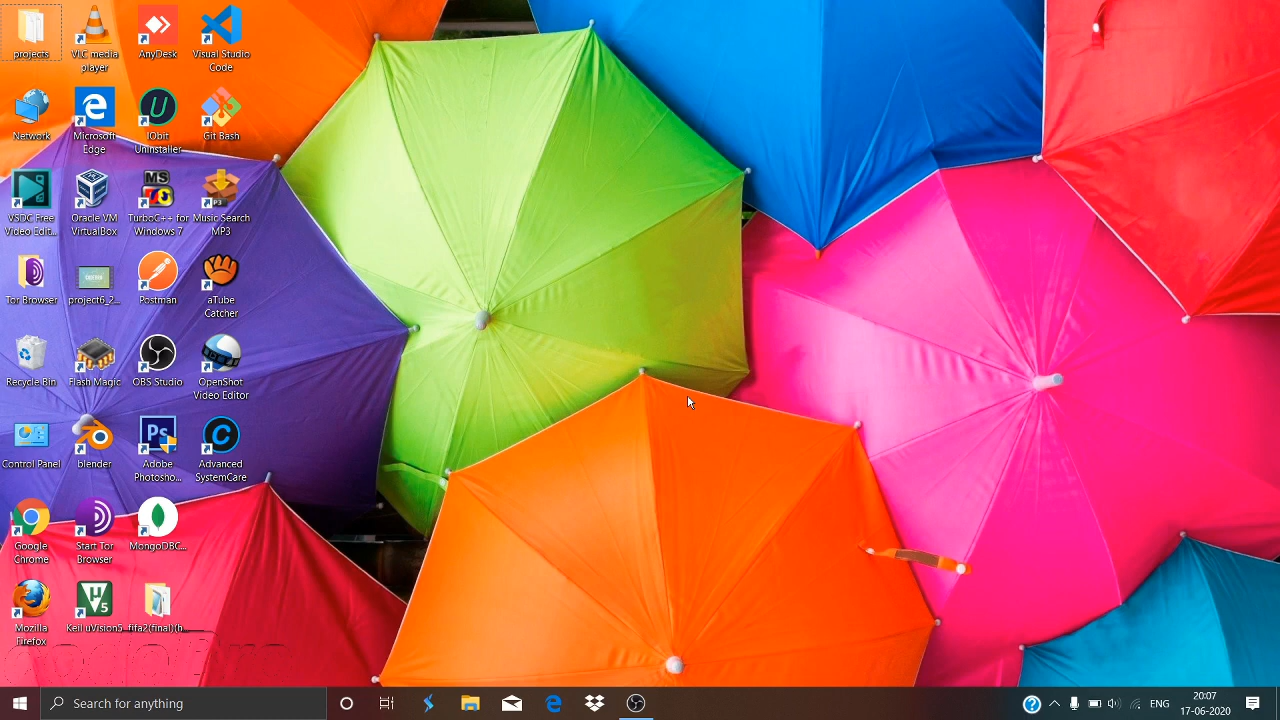 projects
VLC media
player
AnyDesk
Visual Studio
Code
Network
Microsoft
Edge
IObit
Uninstaller
Git Bash
VSDC Free
Video Edit...
Oracle VM
VirtualBox
TurboC++ for
Windows 7
Music Search
MP3
Tor Browser
project6_2...
Postman
aTube
Catcher
Recycle Bin
Flash Magic
OBS Studio
OpenShot
Video Editor
Control Panel
blender
Adobe
Photosho...
Advanced
SystemCare
Google
Chrome
Start Tor
Browser
MongoDBC...
Mozilla
Firefox
Keil uVision5
fifa2(final)(h...
Search for anything
ENG
20:07
17-06-2020